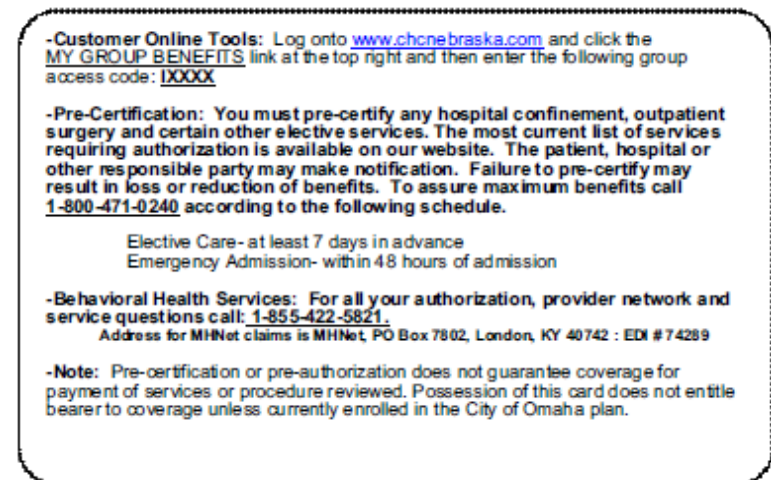 -Customer Online Tools: Log onto www.chcnebraska.com and click the
MY GROUP BENEFITS link at the top right and then enter the following group
access code: IXXXX
-Pre-Certification: You must pre-certify any hospital confinement, outpatient
surgery and certain other elective services. The most current list of services
requiring authorization is available on our website. The patient, hospital or
other responsible party may make notification. Failure to pre-certify may
result in loss or reduction of benefits. To assure maximum benefits call
1-800-471-0240 according to the following schedule.
Elective Care- at least 7 days in advance
Emergency Admission- within 48 hours of admission
-Behavioral Health Services: For all your authorization, provider network and
service questions call: 1-855-422-5821.
Address for MHNet claims is MHNet, PO Box 7802, London, KY 40742 : EDI # 74289
-Note: Pre-certification or pre-authorization does not guarantee coverage for
payment of services or procedure reviewed. Possession of this card does not entitle
bearer to coverage unless currently enrolled in the City of Omaha plan.